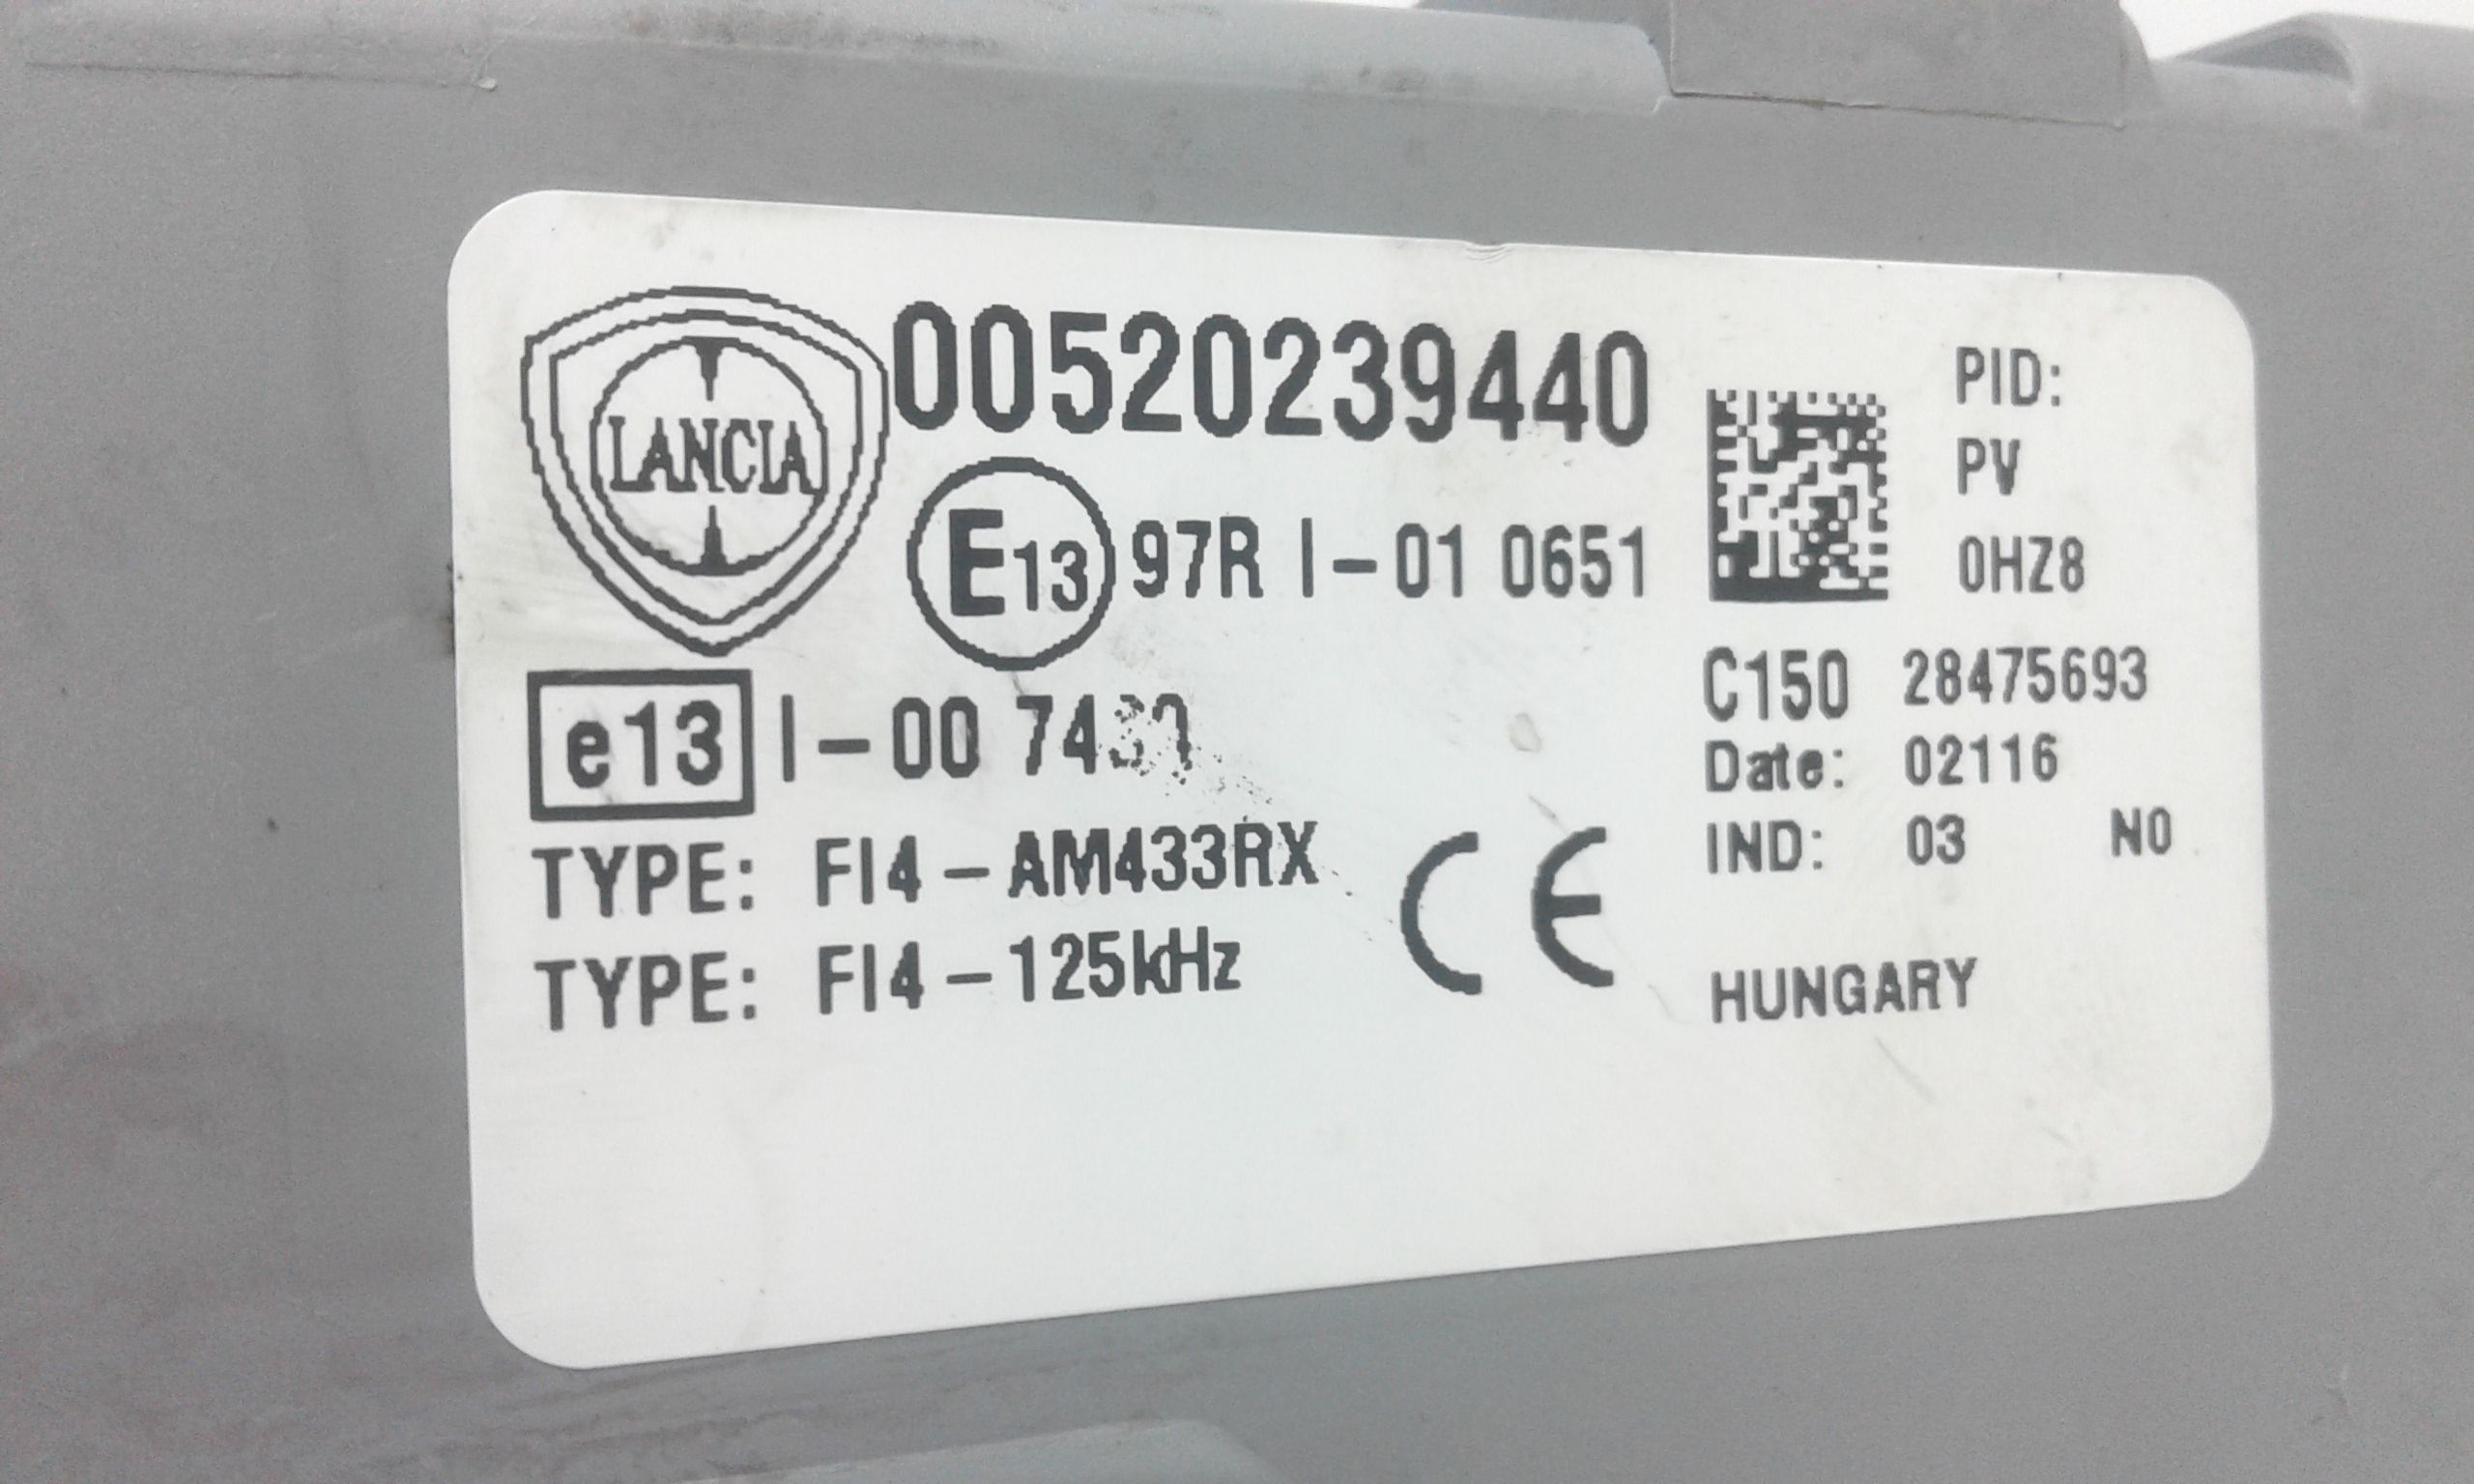 LANCIA
00520239440
E13 97R I-01 0651
e13 I-00
TYPE: FI4-AM433RX
TYPE: FI4-125kHz
CE
PID:
PV
0HZ8
C150 28475693
Date: 02116
IND: 03 N0
HUNGARY